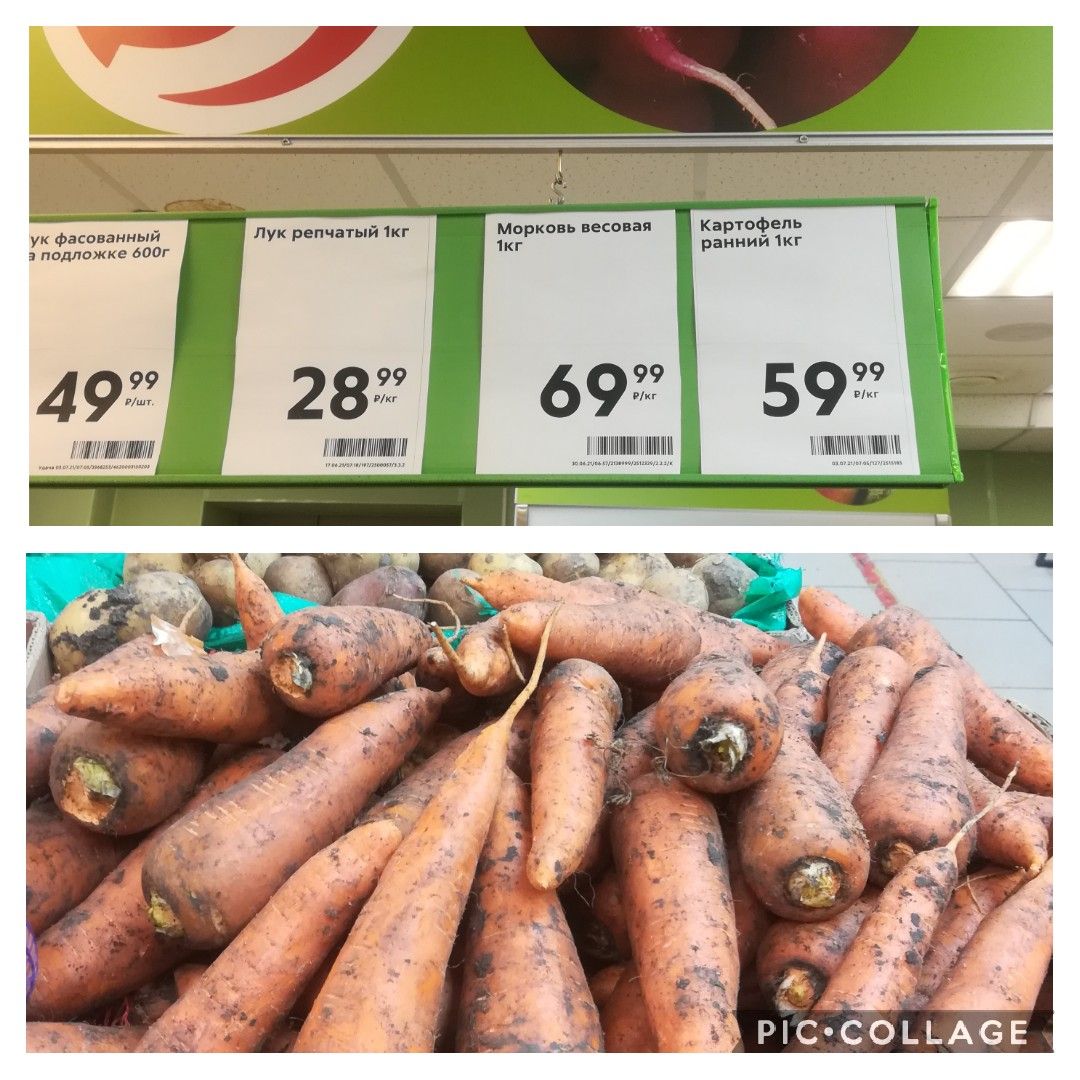 ук фасованный
а подложке 600г
49 99
₽/шт.
Лук репчатый 1кг
28 99
₽/кг
Морковь весовая
1кг
69 99
₽/кг
Картофель
ранний 1кг
59 99
₽/кг
PIC•COLLAGE